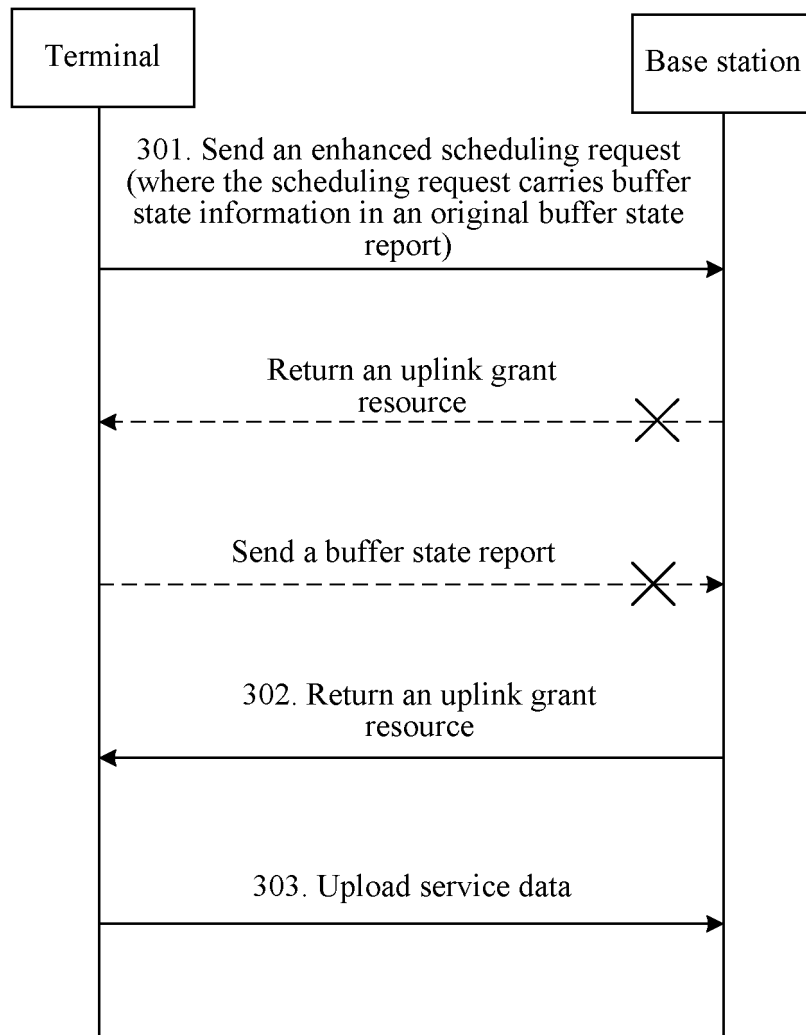 Terminal
Base station
301. Send an enhanced scheduling request
(where the scheduling request carries buffer
state information in an original buffer state
report)
Return an uplink grant
resource
Send a buffer state report
302. Return an uplink grant
resource
303. Upload service data